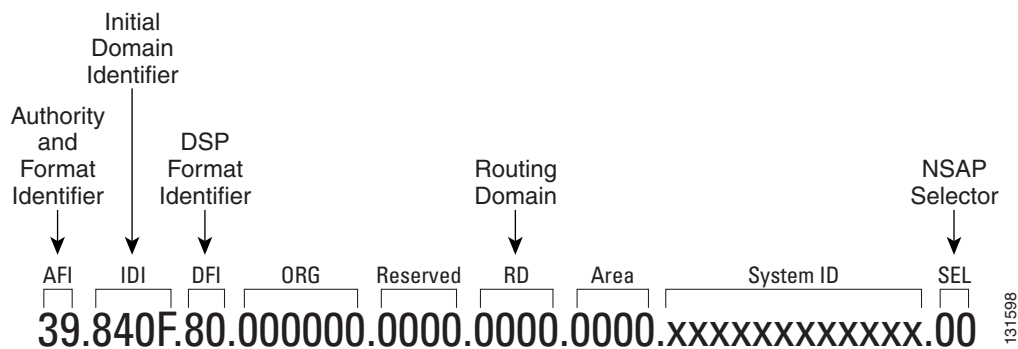 Initial
Domain
Identifier
Authority
and
Format
Identifier
DSP
Format
Identifier
Routing
Domain
NSAP
Selector
AFI IDI DFI ORG Reserved RD Area System ID SEL
39.840F.80.000000.0000.0000.0000.xxxxxxxxxxxx.00
131598